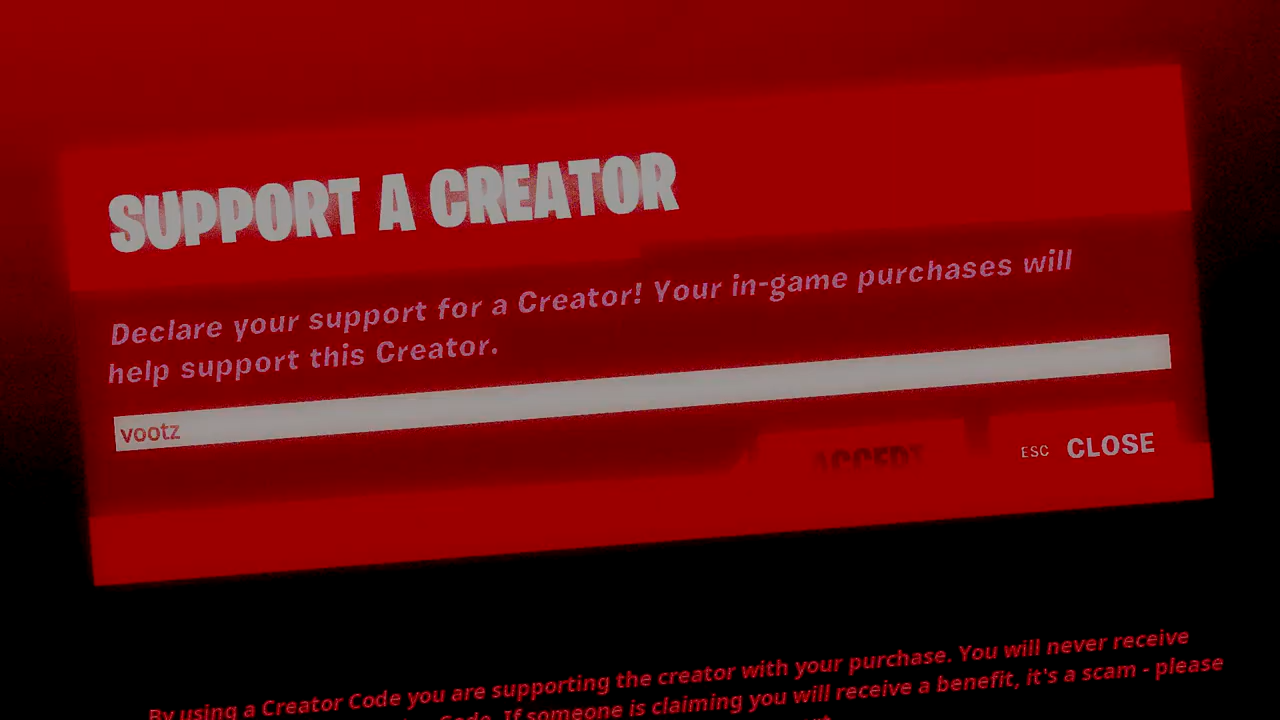 SUPPORT A CREATOR
Declare your support for a Creator! Your in-game purchases will
help support this Creator.
vootz
ACCEPT
ESC CLOSE
By using a Creator Code you are supporting the creator with your purchase. You will never receive
Code. If someone is claiming you will receive a benefit, it's a scam - please